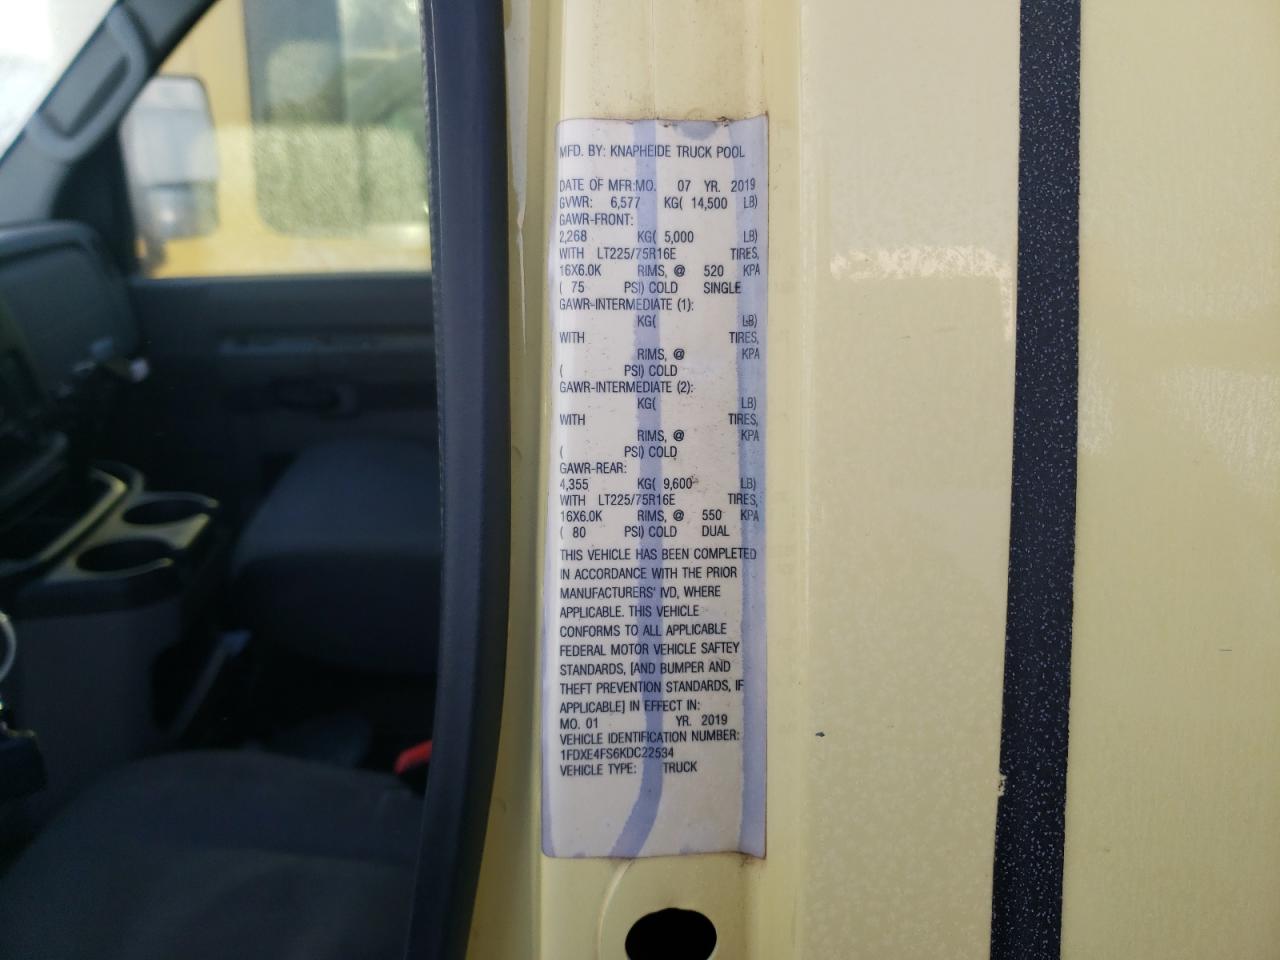 MFD. BY: KNAPHEIDE TRUCK POOL
DATE OF MFR:MO. 07 YR. 2019
GVWR: 6,577 KG( 14,500 LB)
GAWR-FRONT:
2,268 KG( 5,000 LB)
WITH LT225/75R16E TIRES,
16X6.0K RIMS, @ 520 KPA
( 75 PSI) COLD SINGLE
GAWR-INTERMEDIATE (1):
KG( LB)
WITH TIRES,
RIMS, @ KPA
( PSI) COLD
GAWR-INTERMEDIATE (2):
KG( LB)
WITH TIRES,
RIMS, @ KPA
( PSI) COLD
GAWR-REAR:
4,355 KG( 9,600 LB)
WITH LT225/75R16E TIRES,
16X6.0K RIMS, @ 550 KPA
( 80 PSI) COLD DUAL
THIS VEHICLE HAS BEEN COMPLETED
IN ACCORDANCE WITH THE PRIOR
MANUFACTURERS' IVD, WHERE
APPLICABLE. THIS VEHICLE
CONFORMS TO ALL APPLICABLE
FEDERAL MOTOR VEHICLE SAFTEY
STANDARDS, [AND BUMPER AND
THEFT PREVENTION STANDARDS, IF
APPLICABLE] IN EFFECT IN:
MO. 01 YR. 2019
VEHICLE IDENTIFICATION NUMBER:
1FDXE4FS6KDC22534
VEHICLE TYPE: TRUCK